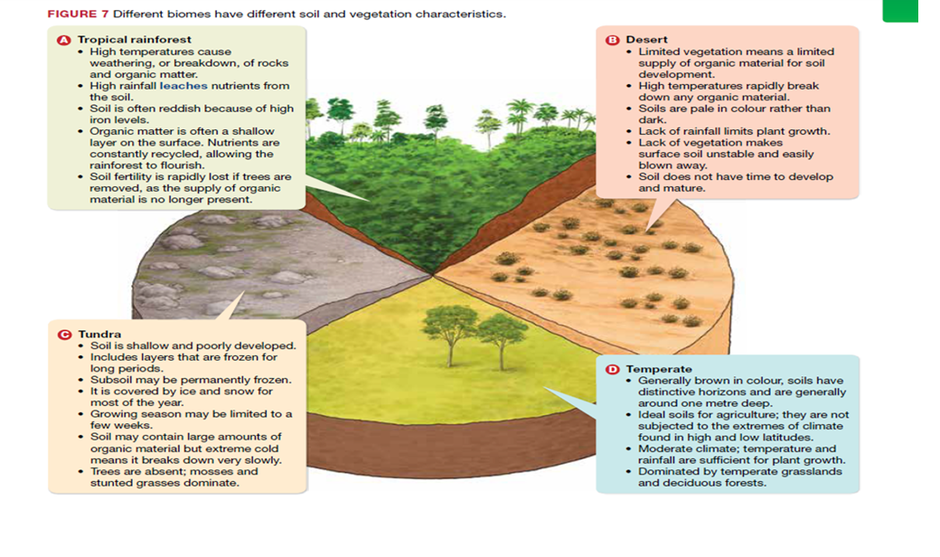 FIGURE 7 Different biomes have different soil and vegetation characteristics.
A Tropical rainforest
• High temperatures cause
weathering, or breakdown, of rocks
and organic matter.
• High rainfall leaches nutrients from
the soil.
• Soil is often reddish because of high
iron levels.
• Organic matter is often a shallow
layer on the surface. Nutrients are
constantly recycled, allowing the
rainforest to flourish.
• Soil fertility is rapidly lost if trees are
removed, as the supply of organic
material is no longer present.
B Desert
• Limited vegetation means a limited
supply of organic material for soil
development.
• High temperatures rapidly break
down any organic material.
• Soils are pale in colour rather than
dark.
• Lack of rainfall limits plant growth.
• Lack of vegetation makes
surface soil unstable and easily
blown away.
• Soil does not have time to develop
and mature.
C Tundra
• Soil is shallow and poorly developed.
• Includes layers that are frozen for
long periods.
• Subsoil may be permanently frozen.
• It is covered by ice and snow for
most of the year.
• Growing season may be limited to a
few weeks.
• Soil may contain large amounts of
organic material but extreme cold
means it breaks down very slowly.
• Trees are absent; mosses and
stunted grasses dominate.
D Temperate
• Generally brown in colour, soils have
distinctive horizons and are generally
around one metre deep.
• Ideal soils for agriculture; they are not
subjected to the extremes of climate
found in high and low latitudes.
• Moderate climate; temperature and
rainfall are sufficient for plant growth.
• Dominated by temperate grasslands
and deciduous forests.